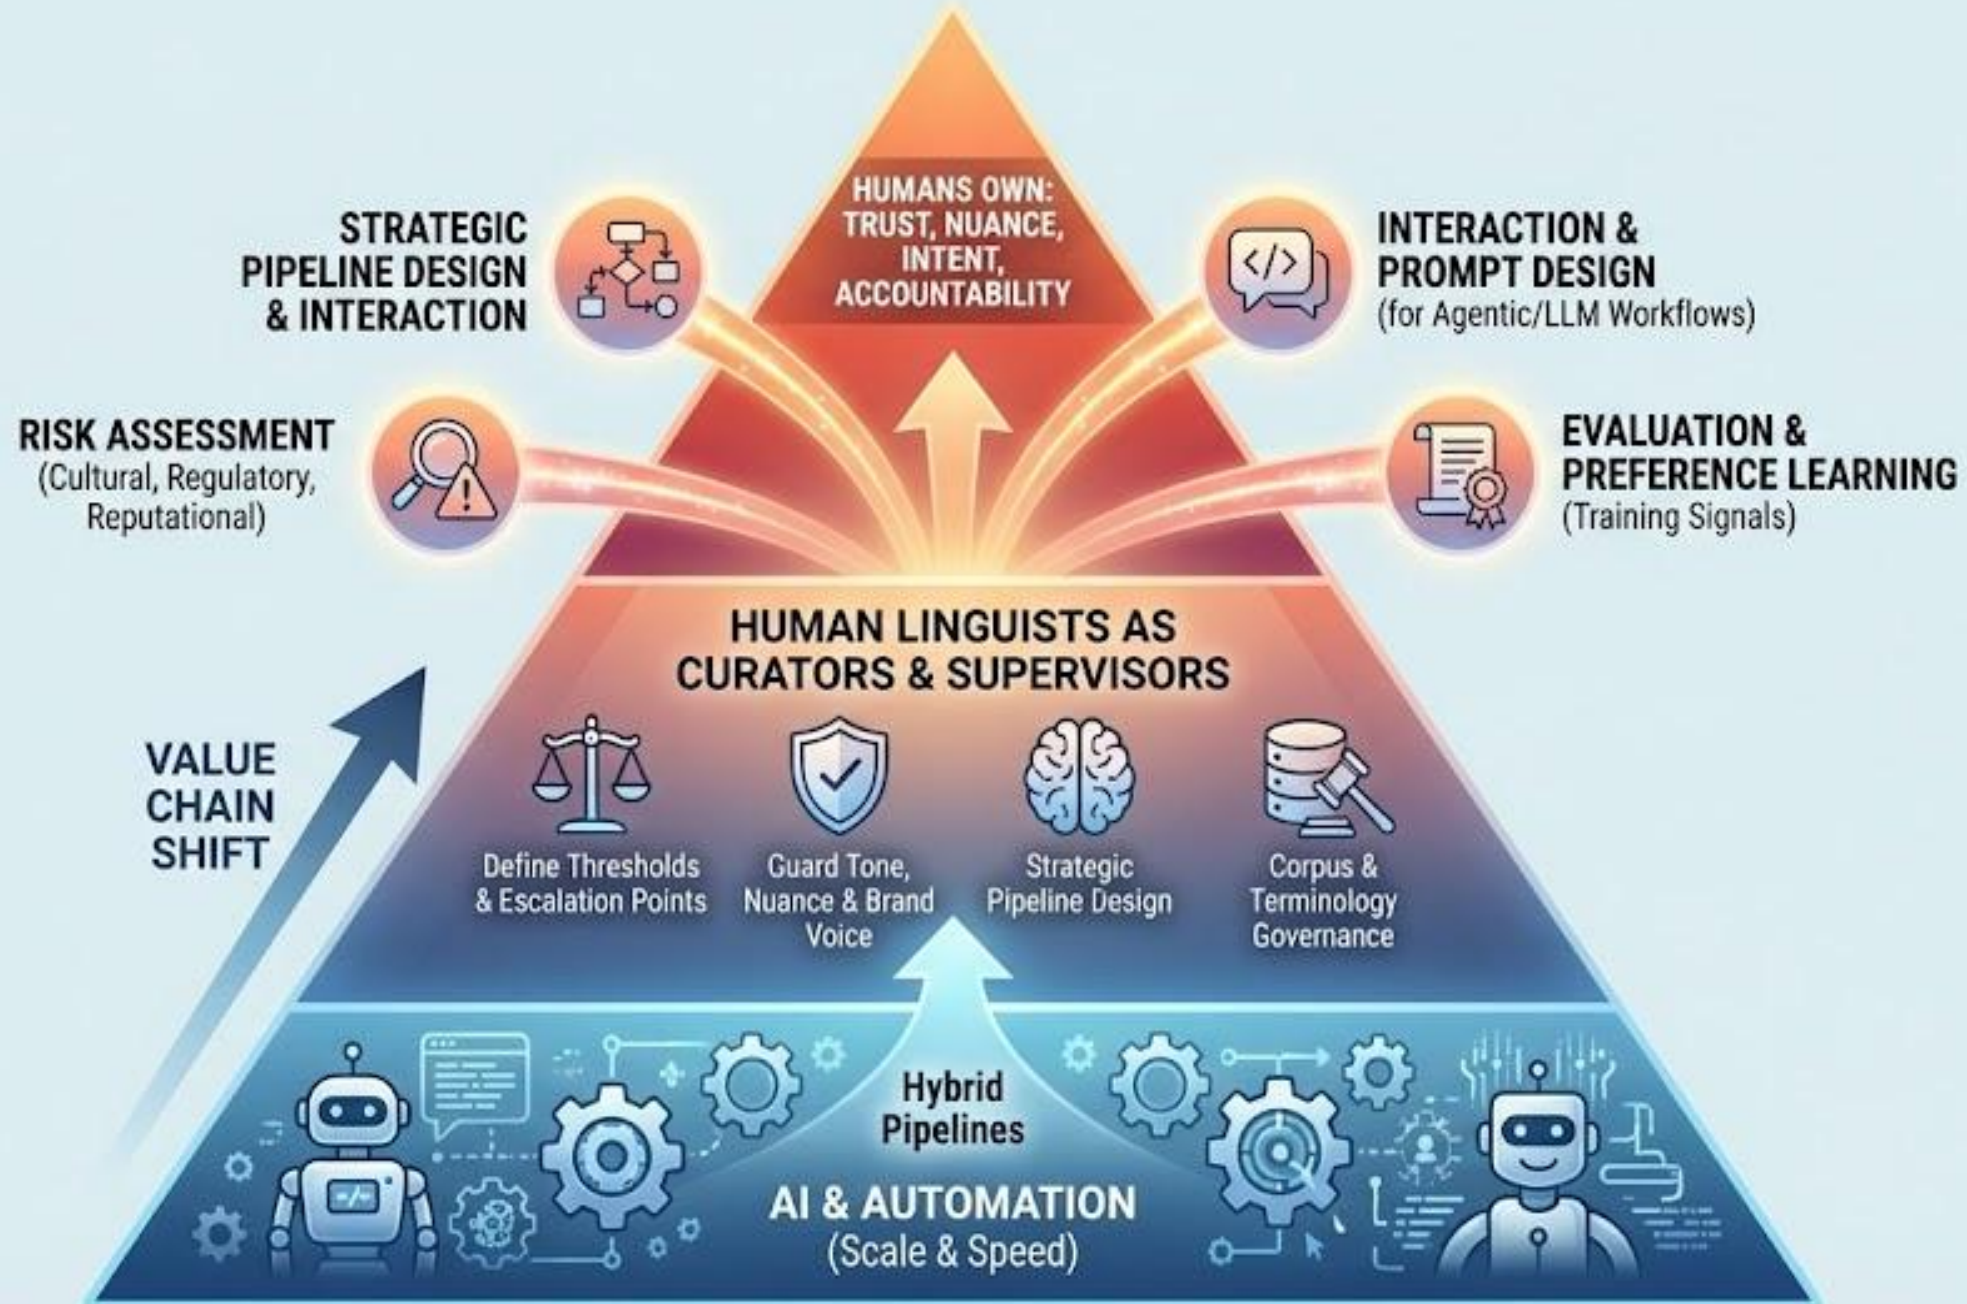 HUMANS OWN:
TRUST, NUANCE,
INTENT,
ACCOUNTABILITY
STRATEGIC
PIPELINE DESIGN
& INTERACTION
INTERACTION &
PROMPT DESIGN
(for Agentic/LLM Workflows)
RISK ASSESSMENT
(Cultural, Regulatory,
Reputational)
EVALUATION &
PREFERENCE LEARNING
(Training Signals)
HUMAN LINGUISTS AS
CURATORS & SUPERVISORS
VALUE
CHAIN
SHIFT
Define Thresholds
& Escalation Points
Guard Tone,
Nuance & Brand
Voice
Strategic
Pipeline Design
Corpus &
Terminology
Governance
Hybrid
Pipelines
AI & AUTOMATION
(Scale & Speed)